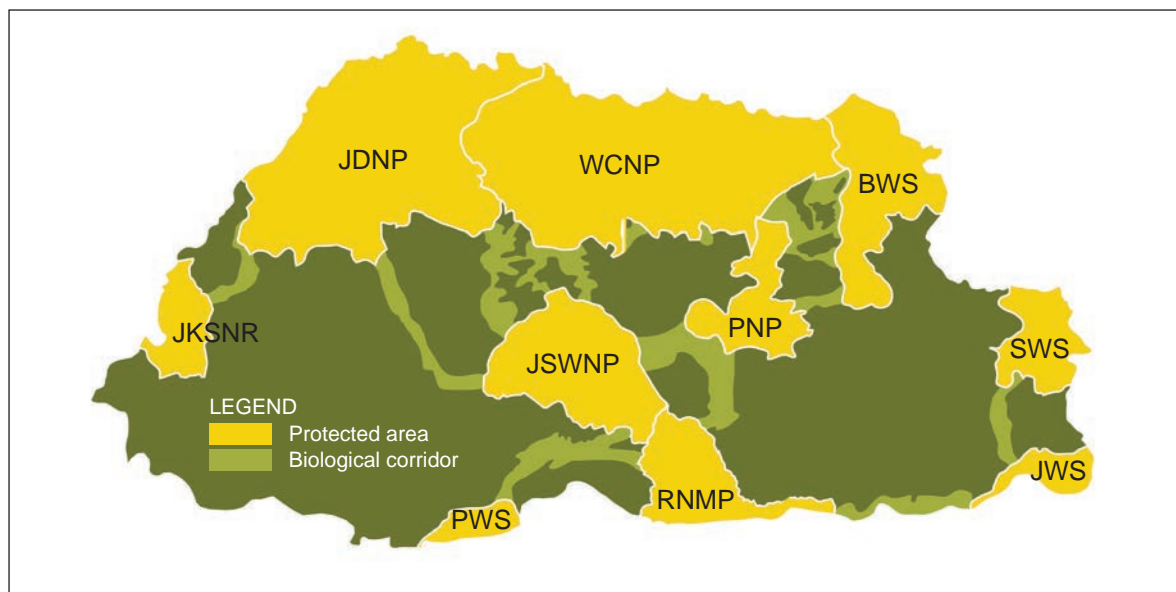 JDNP
WCNP
BWS
JKSNR
PNP
SWS
JSWNP
LEGEND
Protected area
Biological corridor
JWS
RNMP
PWS